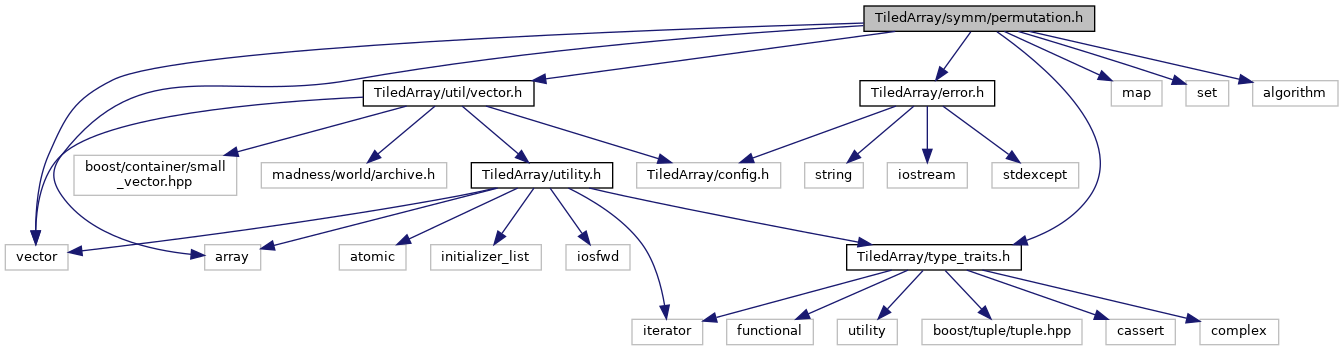 TiledArray/symm/permutation.h
TiledArray/util/vector.h
TiledArray/error.h
map
set
algorithm
boost/container/small
_vector.hpp
madness/world/archive.h
TiledArray/utility.h
TiledArray/config.h
string
iostream
stdexcept
vector
array
atomic
initializer_list
iosfwd
TiledArray/type_traits.h
iterator
functional
utility
boost/tuple/tuple.hpp
cassert
complex